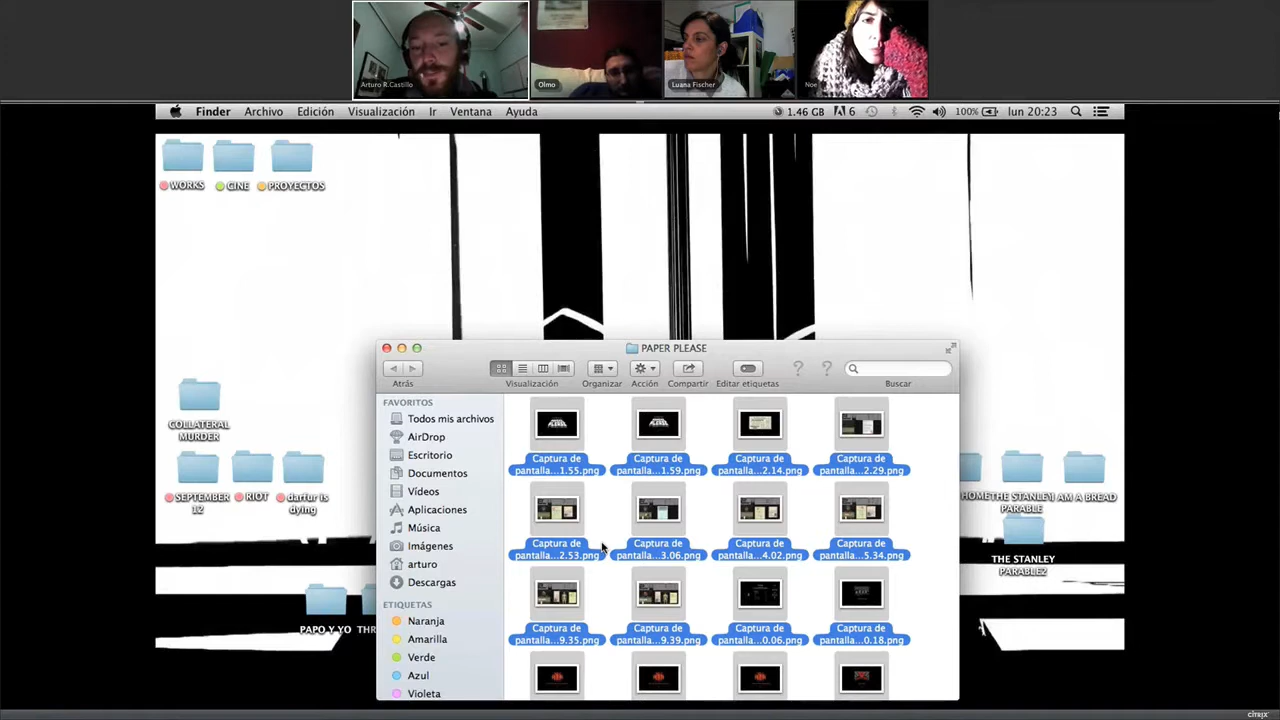 Arturo R.Castillo
Olmo
Luana Fischer
Noe
Finder Archivo Edición Visualización Ir Ventana Ayuda 1.46 GB 6 100% lun 20:23
WORKS CINE PROYECTOS
PAPER PLEASE
Atrás Visualización Organizar Acción Compartir Editar etiquetas Buscar
COLLATERAL
MURDER
SEPTEMBER
12
RIOT
darfur is
dying
FAVORITOS
Todos mis archivos
AirDrop
Escritorio
Documentos
Vídeos
Aplicaciones
Música
Imágenes
arturo
Descargas
ETIQUETAS
Naranja
Amarilla
Verde
Azul
Violeta
Captura de
pantalla...1.55.png
Captura de
pantalla...1.59.png
Captura de
pantalla...2.14.png
Captura de
pantalla...2.29.png
Captura de
pantalla...2.53.png
Captura de
pantalla...3.06.png
Captura de
pantalla...4.02.png
Captura de
pantalla...5.34.png
Captura de
pantalla...9.35.png
Captura de
pantalla...9.39.png
Captura de
pantalla...0.06.png
Captura de
pantalla...0.18.png
HOME
THE STANLEY
PARABLE
I AM A BREAD
THE STANLEY
PARABLE2
PAPO Y YO
THR
CITRIX